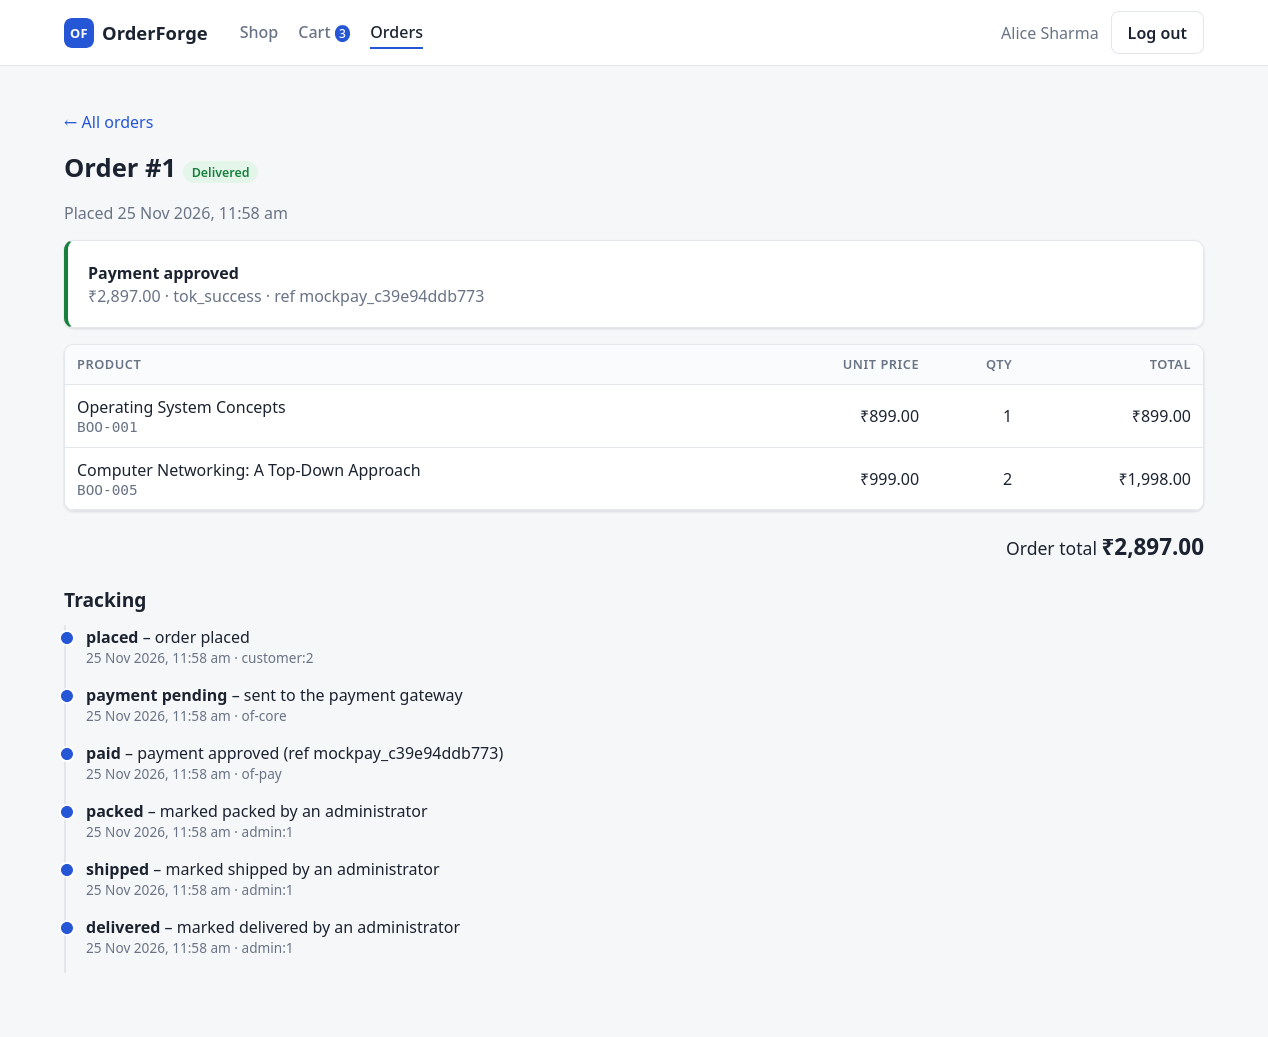 OF OrderForge Shop Cart 3 Orders Alice Sharma Log out
← All orders
Order #1 Delivered
Placed 25 Nov 2026, 11:58 am
Payment approved
₹2,897.00 · tok_success · ref mockpay_c39e94ddb773
PRODUCT UNIT PRICE QTY TOTAL
Operating System Concepts ₹899.00 1 ₹899.00
BOO-001
Computer Networking: A Top-Down Approach ₹999.00 2 ₹1,998.00
BOO-005
Order total ₹2,897.00
Tracking
placed – order placed
25 Nov 2026, 11:58 am · customer:2
payment pending – sent to the payment gateway
25 Nov 2026, 11:58 am · of-core
paid – payment approved (ref mockpay_c39e94ddb773)
25 Nov 2026, 11:58 am · of-pay
packed – marked packed by an administrator
25 Nov 2026, 11:58 am · admin:1
shipped – marked shipped by an administrator
25 Nov 2026, 11:58 am · admin:1
delivered – marked delivered by an administrator
25 Nov 2026, 11:58 am · admin:1